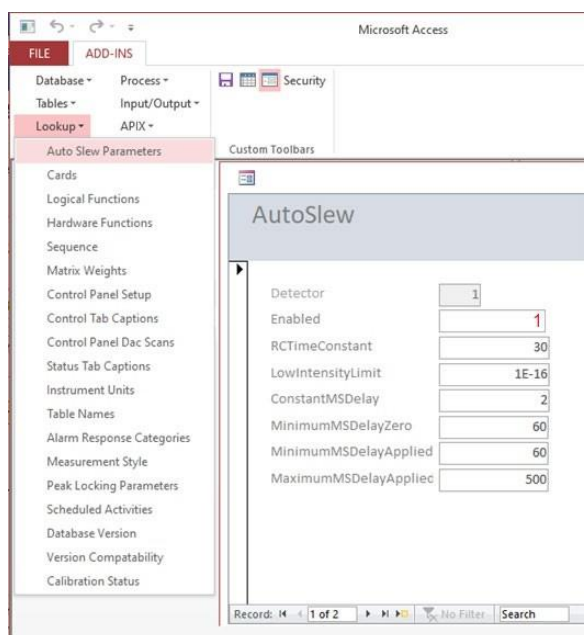 Microsoft Access
FILE ADD-INS
Database Process Security
Tables Input/Output
Lookup APIX
Custom Toolbars
Auto Slew Parameters
Cards
Logical Functions
Hardware Functions
Sequence
Matrix Weights
Control Panel Setup
Control Tab Captions
Control Panel Dac Scans
Status Tab Captions
Instrument Units
Table Names
Alarm Response Categories
Measurement Style
Peak Locking Parameters
Scheduled Activities
Database Version
Version Compatability
Calibration Status
AutoSlew
Detector 1
Enabled 1
RCTimeConstant 30
LowIntensityLimit 1E-16
ConstantMSDelay 2
MinimumMSDelayZero 60
MinimumMSDelayApplied 60
MaximumMSDelayApplied 500
Record: 1 of 2 No Filter Search